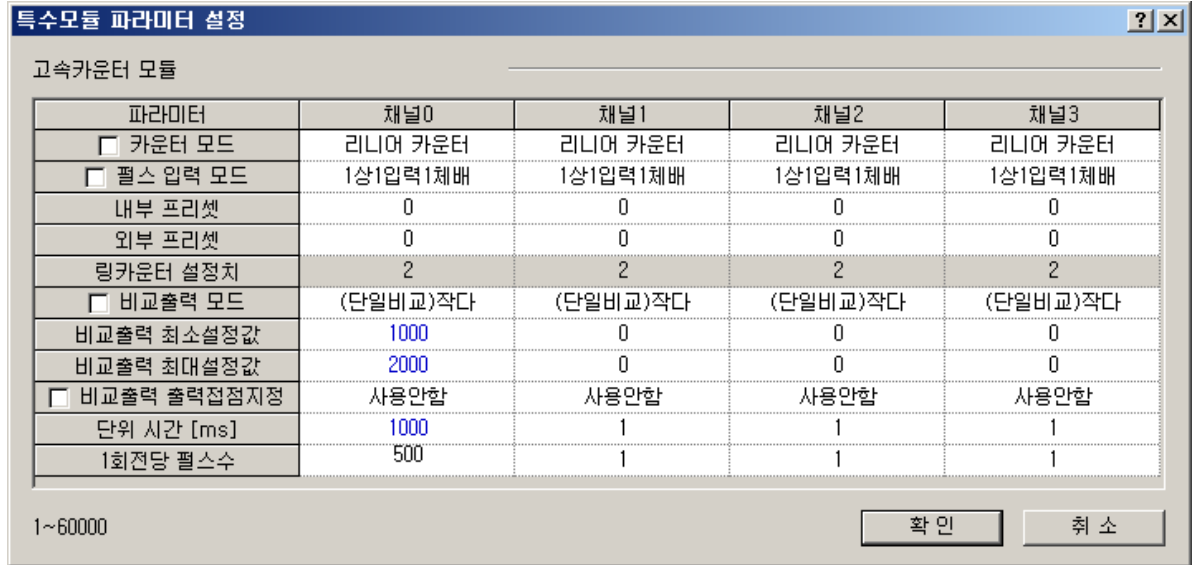 특수모듈 파라미터 설정
고속카운터 모듈
파라미터 채널0 채널1 채널2 채널3
카운터 모드 리니어 카운터 리니어 카운터 리니어 카운터 리니어 카운터
펄스 입력 모드 1상1입력1체배 1상1입력1체배 1상1입력1체배 1상1입력1체배
내부 프리셋 0 0 0 0
외부 프리셋 0 0 0 0
링카운터 설정치 2 2 2 2
비교출력 모드 (단일비교)작다 (단일비교)작다 (단일비교)작다 (단일비교)작다
비교출력 최소설정값 1000 0 0 0
비교출력 최대설정값 2000 0 0 0
비교출력 출력접점지정 사용안함 사용안함 사용안함 사용안함
단위 시간 [ms] 1000 1 1 1
1회전당 펄스수 500 1 1 1
1~60000 확 인 취 소